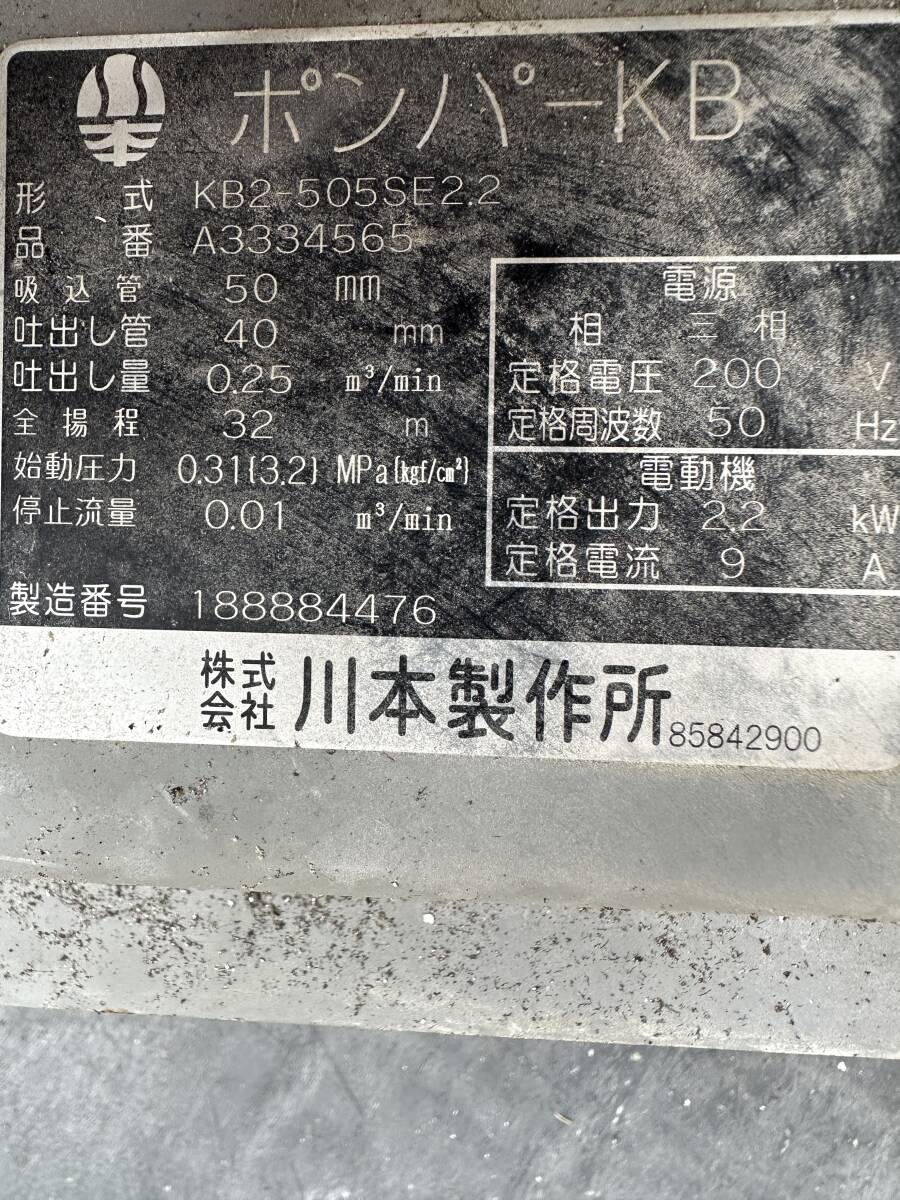 ポンパーKB
形式 KB2-505SE2.2
品番 A3334565
吸込管 50 mm
吐出し管 40 mm
吐出し量 0.25 m³/min
全揚程 32 m
始動圧力 0.31{3.2} MPa{kgf/cm²}
停止流量 0.01 m³/min
製造番号 188884476
電源
相 三相
定格電圧 200 V
定格周波数 50 Hz
電動機
定格出力 2.2 kW
定格電流 9 A
株式会社 川本製作所 85842900